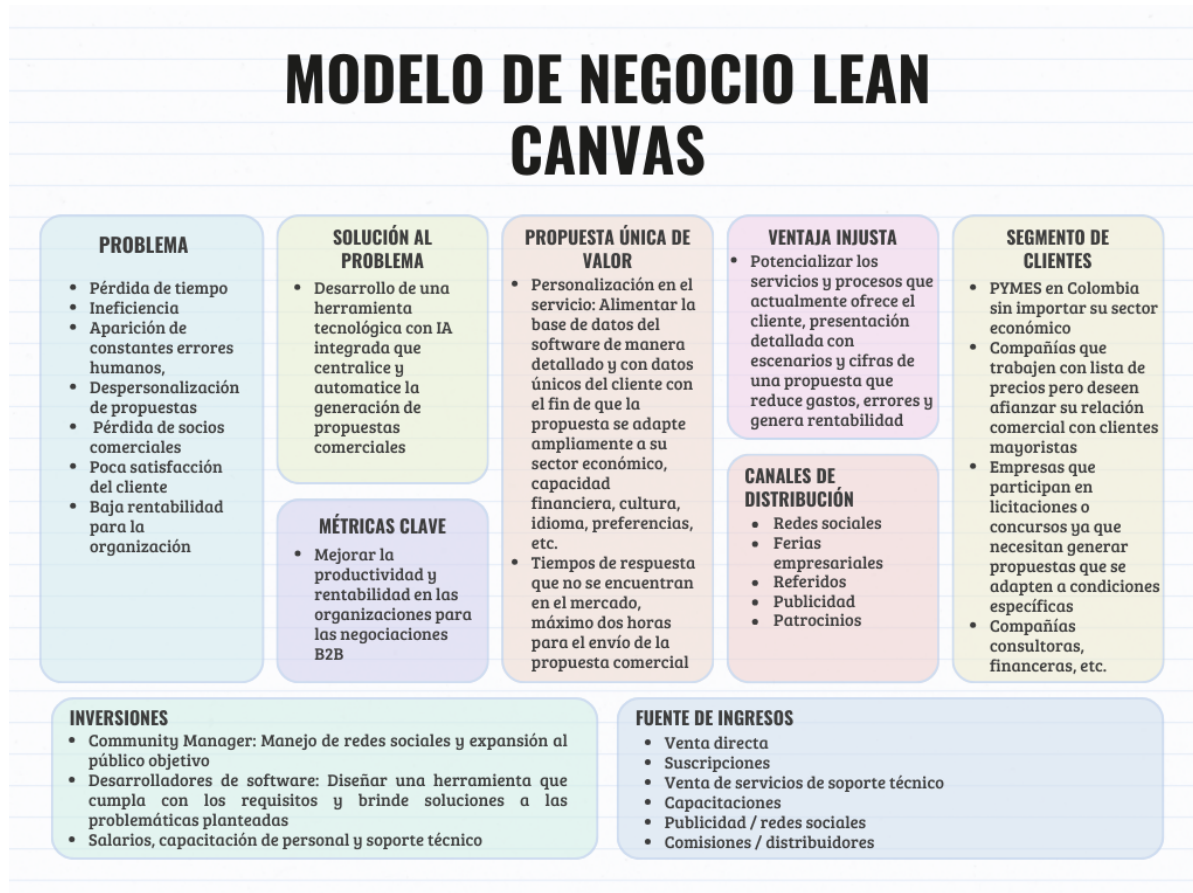 MODELO DE NEGOCIO LEAN
CANVAS
PROBLEMA
• Pérdida de tiempo
• Ineficiencia
• Aparición de
constantes errores
humanos,
• Despersonalización
de propuestas
• Pérdida de socios
comerciales
• Poca satisfacción
del cliente
• Baja rentabilidad
para la
organización
SOLUCIÓN AL
PROBLEMA
• Desarrollo de una
herramienta
tecnológica con IA
integrada que
centralice y
automatice la
generación de
propuestas
comerciales
MÉTRICAS CLAVE
• Mejorar la
productividad y
rentabilidad en las
organizaciones para
las negociaciones
B2B
PROPUESTA ÚNICA DE
VALOR
• Personalización en el
servicio: Alimentar la
base de datos del
software de manera
detallado y con datos
únicos del cliente con
el fin de que la
propuesta se adapte
ampliamente a su
sector económico,
capacidad
financiera, cultura,
idioma, preferencias,
etc.
• Tiempos de respuesta
que no se encuentran
en el mercado,
máximo dos horas
para el envío de la
propuesta comercial
VENTAJA INJUSTA
• Potencializar los
servicios y procesos que
actualmente ofrece el
cliente, presentación
detallada con
escenarios y cifras de
una propuesta que
reduce gastos, errores y
genera rentabilidad
CANALES DE
DISTRIBUCIÓN
• Redes sociales
• Ferias
empresariales
• Referidos
• Publicidad
• Patrocinios
SEGMENTO DE
CLIENTES
• PYMES en Colombia
sin importar su sector
económico
• Compañías que
trabajen con lista de
precios pero deseen
afianzar su relación
comercial con clientes
mayoristas
• Empresas que
participan en
licitaciones o
concursos ya que
necesitan generar
propuestas que se
adapten a condiciones
específicas
• Compañías
consultoras,
financeras, etc.
INVERSIONES
• Community Manager: Manejo de redes sociales y expansión al
público objetivo
• Desarrolladores de software: Diseñar una herramienta que
cumpla con los requisitos y brinde soluciones a las
problemáticas planteadas
• Salarios, capacitación de personal y soporte técnico
FUENTE DE INGRESOS
• Venta directa
• Suscripciones
• Venta de servicios de soporte técnico
• Capacitaciones
• Publicidad / redes sociales
• Comisiones / distribuidores